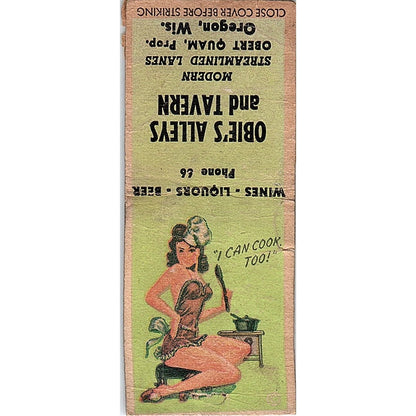 WINES - LIQUORS - BEER
Phone
OBIE'S ALLEYS
and TAVERN
MODERN
STREAMLINED LANES
OBERT QUAM, Prop.
Oregon, Wis.
CLOSE COVER BEFORE STRIKING
"I CAN COOK,
TOO!"